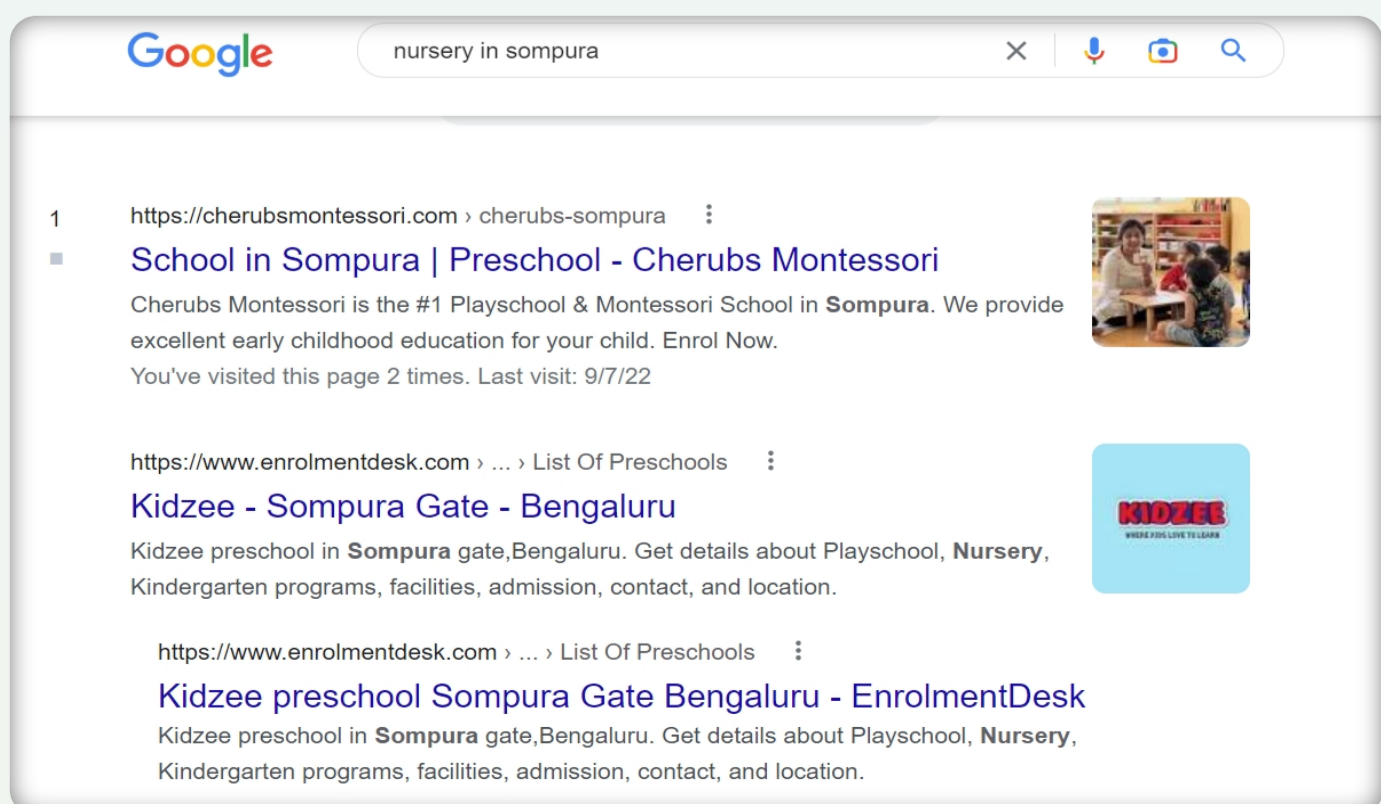 Google
nursery in sompura
1
https://cherubsmontessori.com › cherubs-sompura
School in Sompura | Preschool - Cherubs Montessori
Cherubs Montessori is the #1 Playschool & Montessori School in Sompura. We provide
excellent early childhood education for your child. Enrol Now.
You've visited this page 2 times. Last visit: 9/7/22
https://www.enrolmentdesk.com › ... › List Of Preschools
Kidzee - Sompura Gate - Bengaluru
Kidzee preschool in Sompura gate,Bengaluru. Get details about Playschool, Nursery,
Kindergarten programs, facilities, admission, contact, and location.
KIDZEE
WHERE KIDS LOVE TO LEARN
https://www.enrolmentdesk.com › ... › List Of Preschools
Kidzee preschool Sompura Gate Bengaluru - EnrolmentDesk
Kidzee preschool in Sompura gate,Bengaluru. Get details about Playschool, Nursery,
Kindergarten programs, facilities, admission, contact, and location.